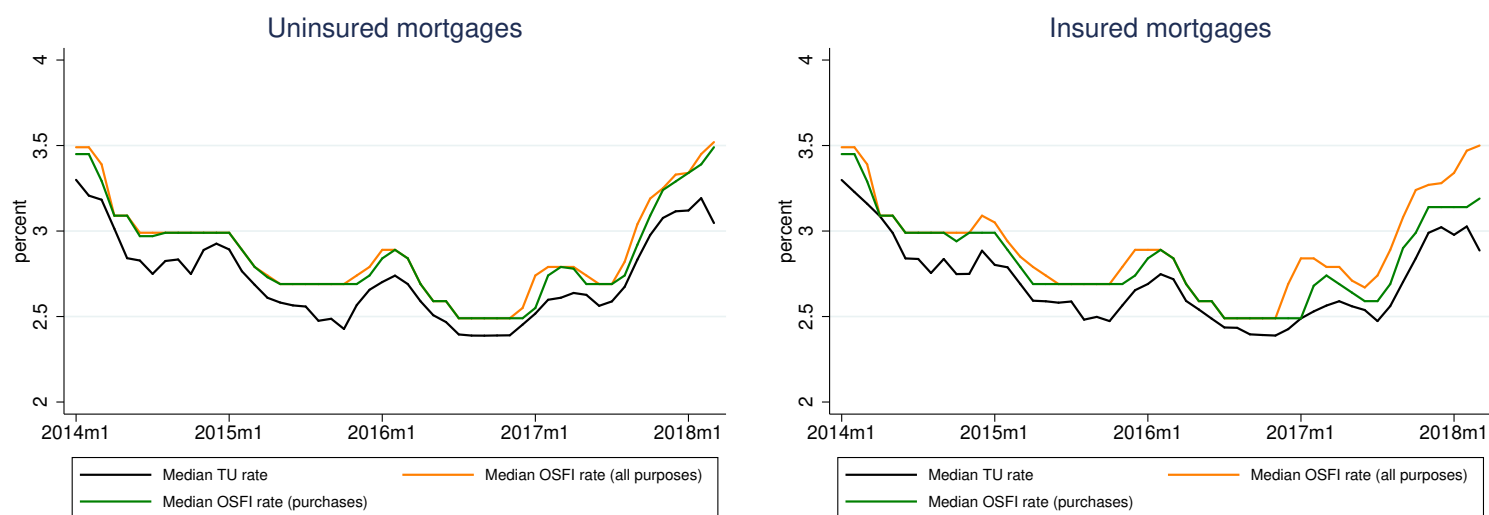 Uninsured mortgages
percent
4
3.5
3
2.5
2
2014m1 2015m1 2016m1 2017m1 2018m1
Median TU rate Median OSFI rate (all purposes)
Median OSFI rate (purchases)
Insured mortgages
percent
4
3.5
3
2.5
2
2014m1 2015m1 2016m1 2017m1 2018m1
Median TU rate Median OSFI rate (all purposes)
Median OSFI rate (purchases)